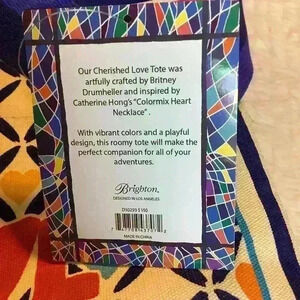 Our Cherished Love Tote was
artfully crafted by Britney
Drumheller and inspired by
Catherine Hong's "Colormix Heart
Necklace".
With vibrant colors and a playful
design, this roomy tote will make the
perfect companion for all of your
adventures.
Brighton
DESIGNED IN LOS ANGELES
MADE IN CHINA